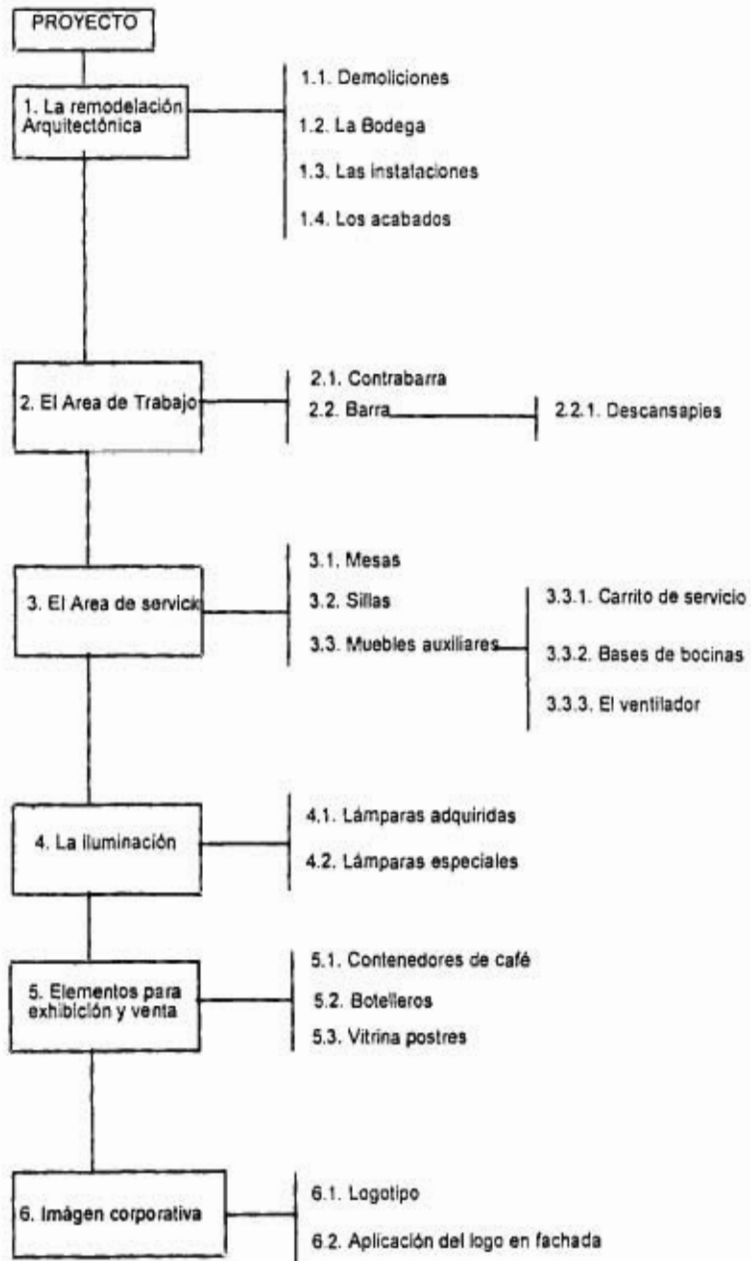 PROYECTO
1. La remodelación
Arquitectónica
1.1. Demoliciones
1.2. La Bodega
1.3. Las instalaciones
1.4. Los acabados
2. El Area de Trabajo
2.1. Contrabarra
2.2. Barra
2.2.1. Descansapies
3. El Area de servicio
3.1. Mesas
3.2. Sillas
3.3. Muebles auxiliares
3.3.1. Carrito de servicio
3.3.2. Bases de bocinas
3.3.3. El ventilador
4. La iluminación
4.1. Lámparas adquiridas
4.2. Lámparas especiales
5. Elementos para
exhibición y venta
5.1. Contenedores de café
5.2. Botelleros
5.3. Vitrina postres
6. Imágen corporativa
6.1. Logotipo
6.2. Aplicación del logo en fachada